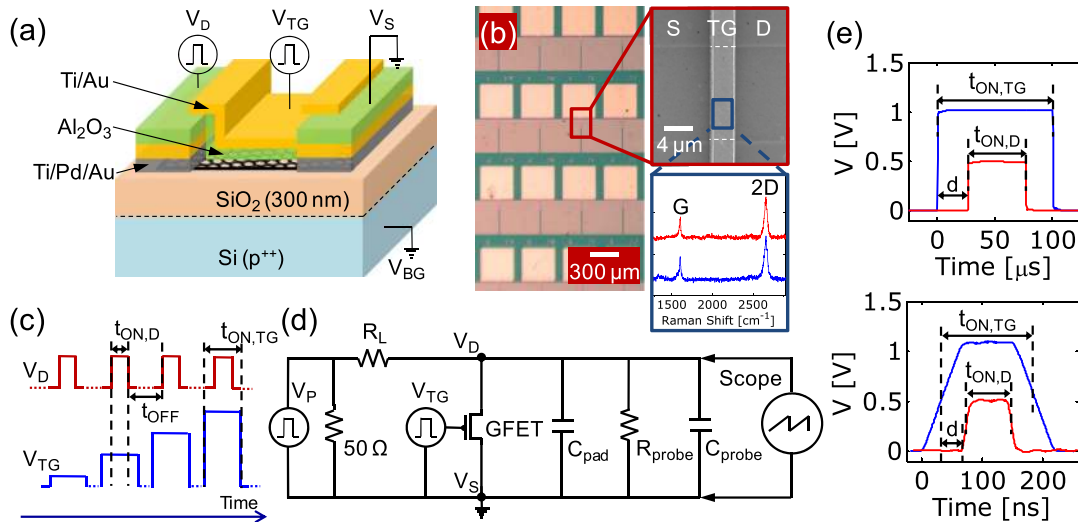 (a)
V_D
V_TG
V_S
Ti/Au
Al₂O₃
Ti/Pd/Au
SiO₂ (300 nm)
Si (p⁺⁺)
V_BG
(b)
300 µm
S TG D
4 µm
G
2D
1500 2000 2500
Raman Shift [cm⁻¹]
(c)
t_ON,D
t_ON,TG
V_D
t_OFF
V_TG
Time
(d)
R_L
V_D
V_P
50 Ω
V_TG
GFET
V_S
C_pad
R_probe
C_probe
Scope
(e)
1.5
1
0.5
0
V [V]
t_ON,TG
t_ON,D
d
0 50 100
Time [µs]
1.5
1
0.5
0
V [V]
t_ON,TG
t_ON,D
d
0 100 200
Time [ns]